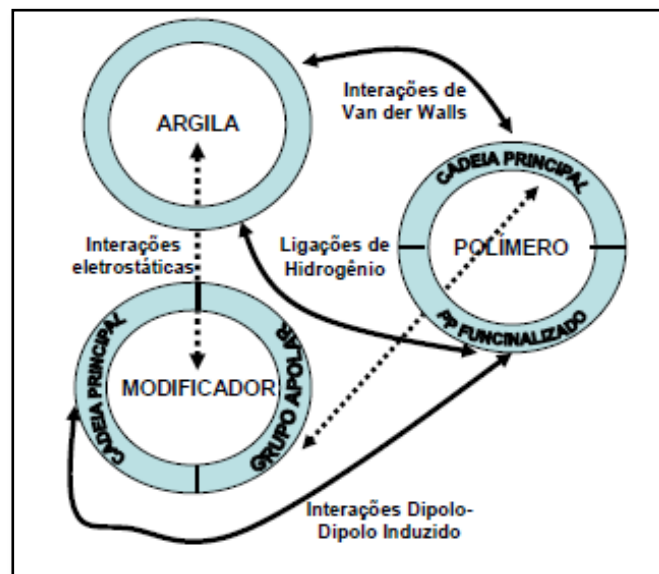 ARGILA
Interações de
Van der Walls
CADEIA PRINCIPAL
POLÍMERO
PP FUNCINALIZADO
Interações
eletrostáticas
Ligações de
Hidrogênio
CADEIA PRINCIPAL
MODIFICADOR
GRUPO APOLAR
Interações Dipolo-
Dipolo Induzido